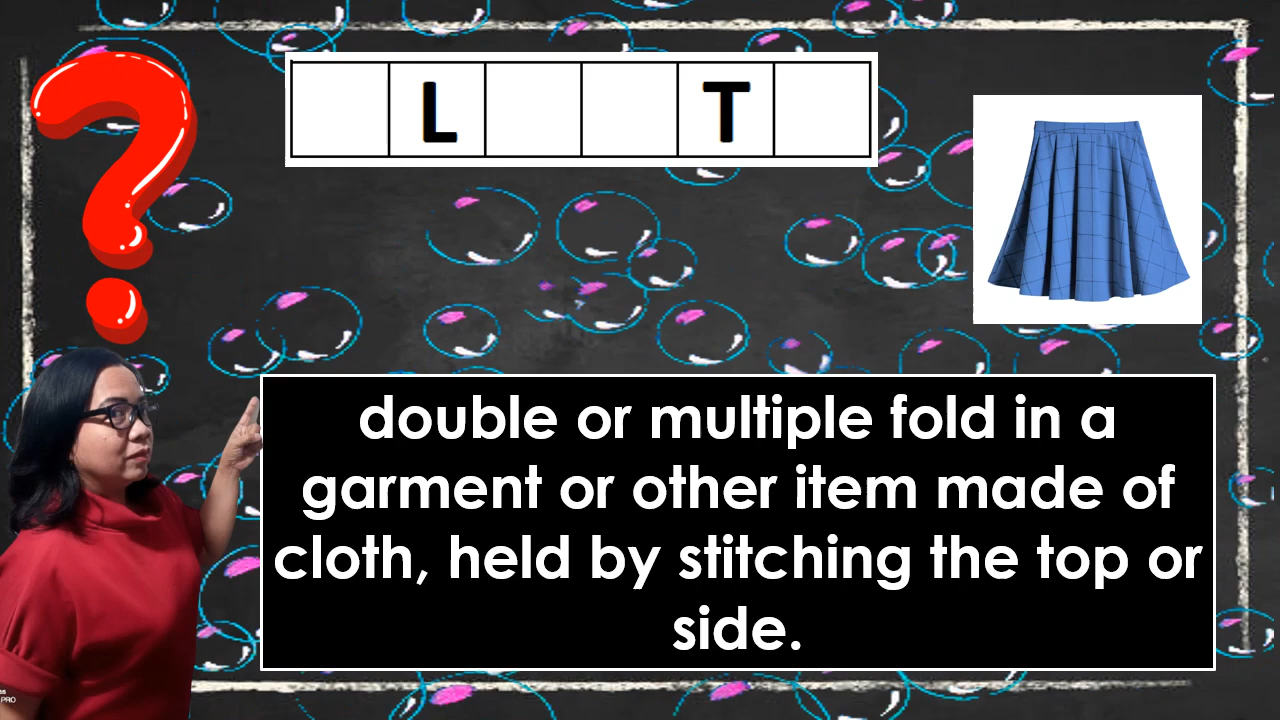 L T
double or multiple fold in a
garment or other item made of
cloth, held by stitching the top or
side.
PRO